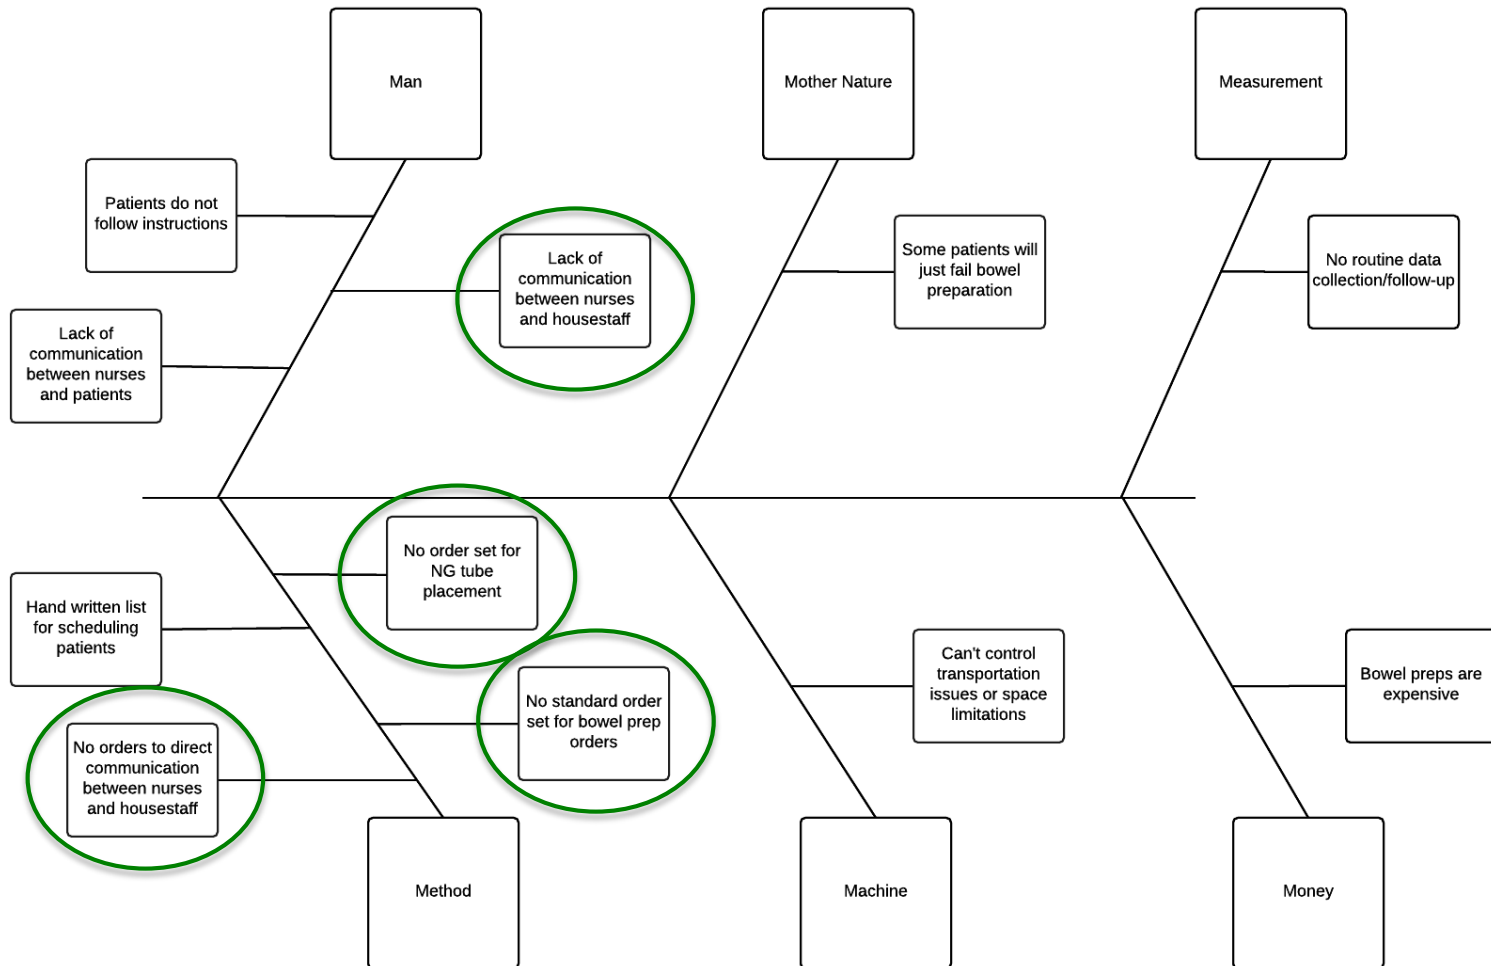 Man
Mother Nature
Measurement
Patients do not
follow instructions
Lack of
communication
between nurses
and housestaff
Some patients will
just fail bowel
preparation
No routine data
collection/follow-up
Lack of
communication
between nurses
and patients
No order set for
NG tube
placement
Hand written list
for scheduling
patients
No standard order
set for bowel prep
orders
No orders to direct
communication
between nurses
and housestaff
Can't control
transportation
issues or space
limitations
Bowel preps are
expensive
Method
Machine
Money